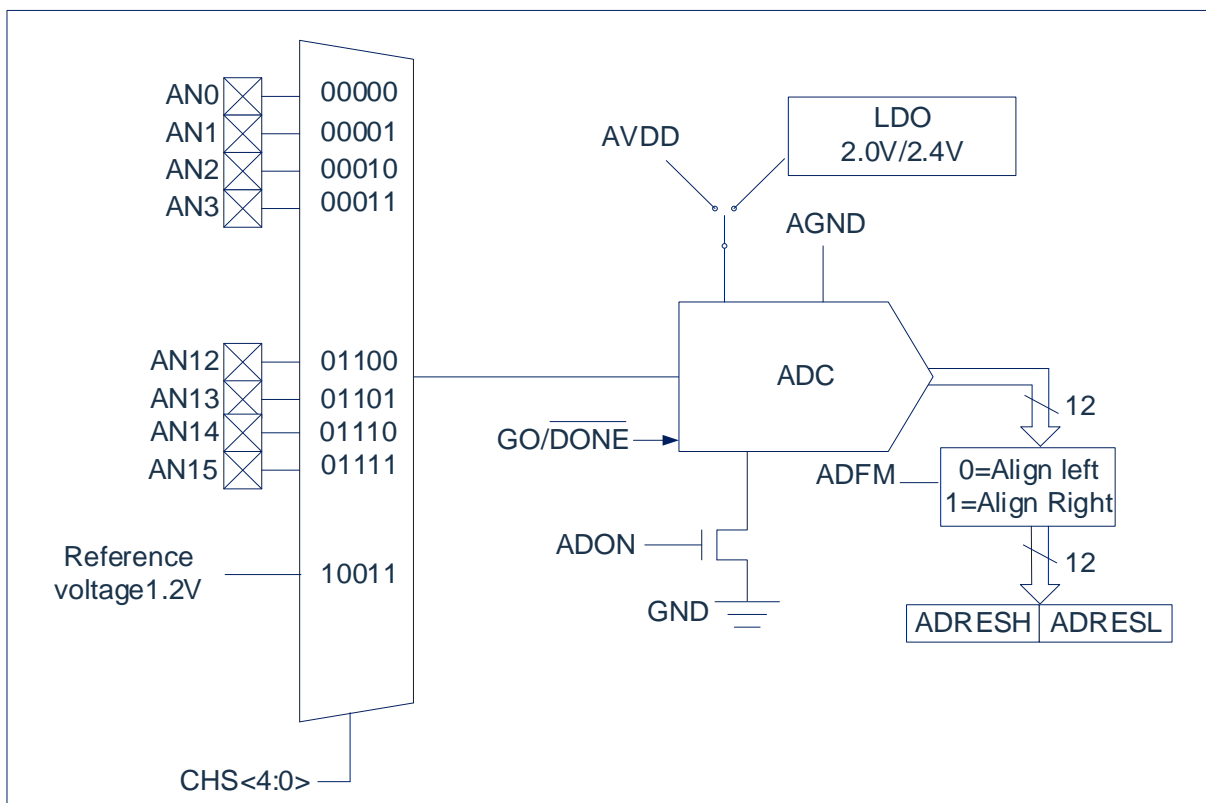 AN0
00000
AN1
00001
AN2
00010
AN3
00011
AN12
01100
AN13
01101
AN14
01110
AN15
01111
Reference
voltage1.2V
10011
CHS<4:0>
AVDD
LDO
2.0V/2.4V
AGND
ADC
GO/DONE
12
ADFM
0=Align left
1=Align Right
ADON
12
GND
ADRESH
ADRESL